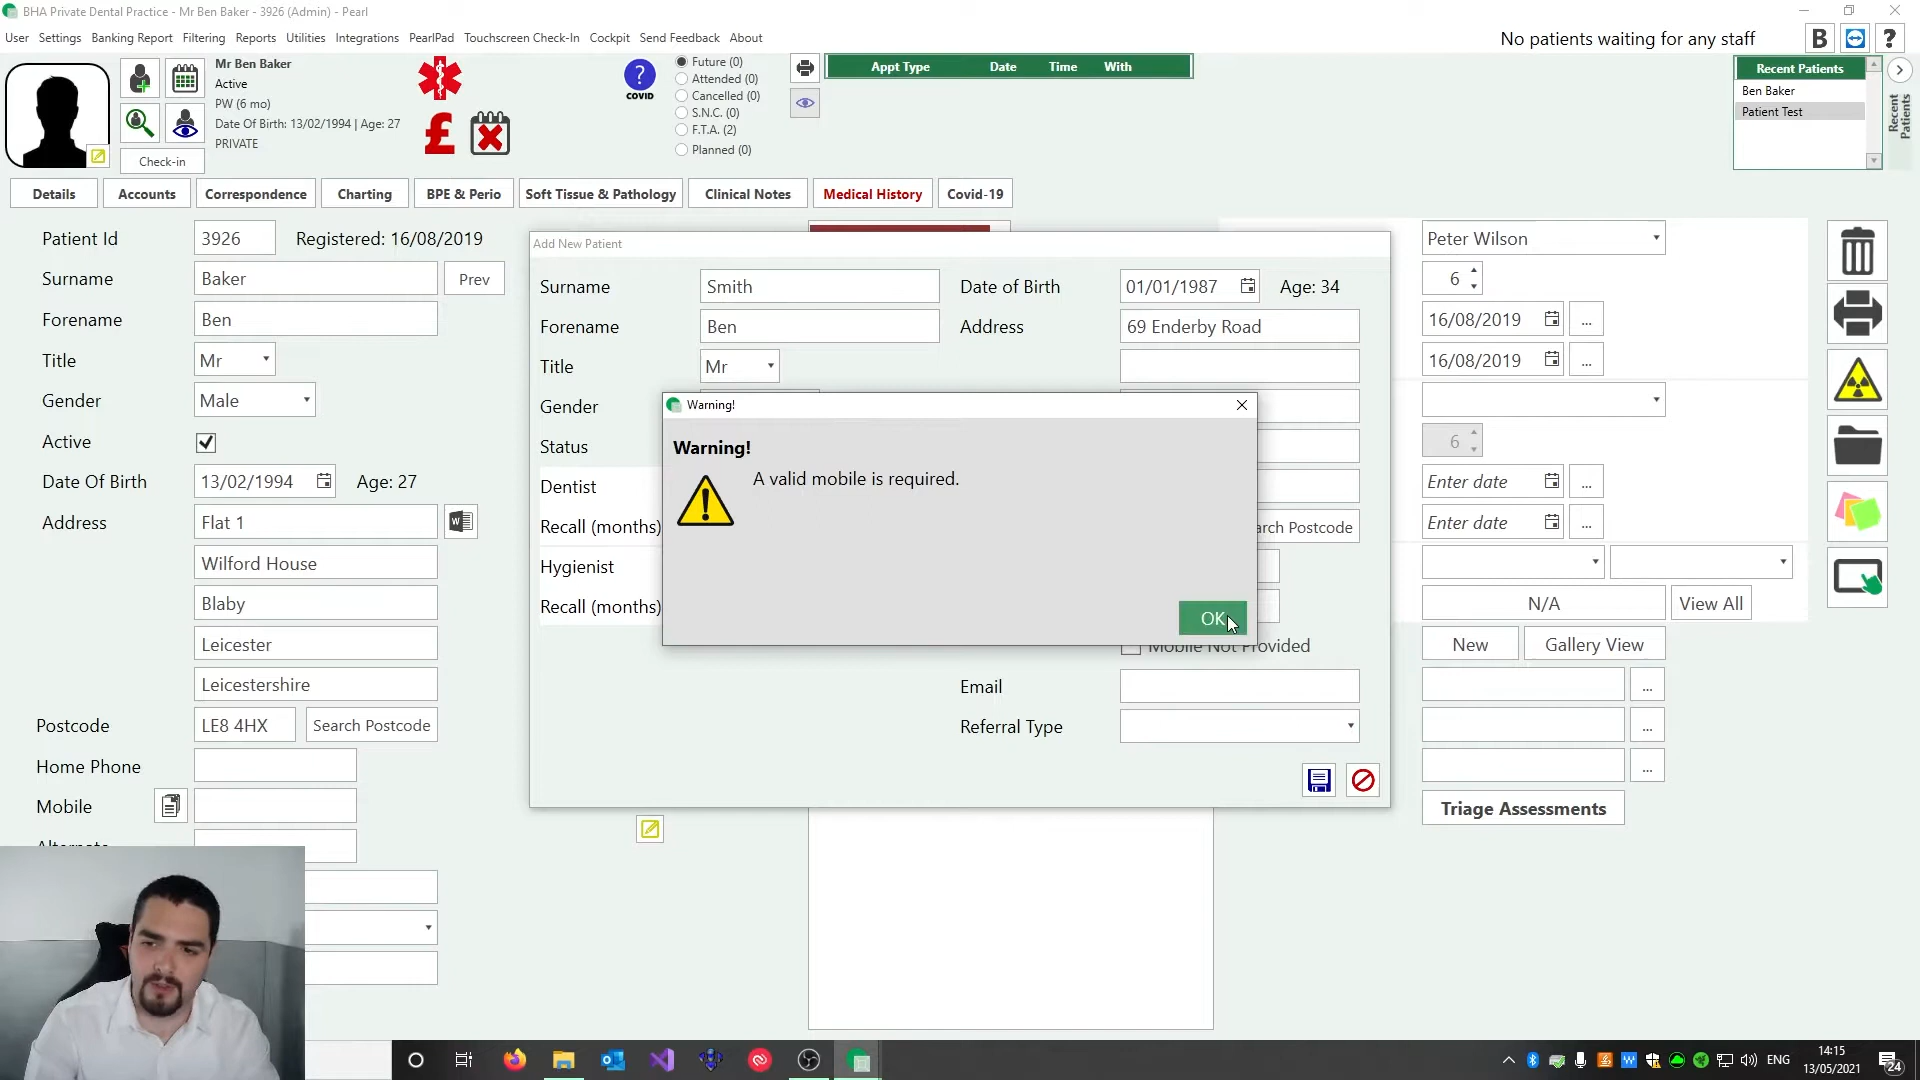 BHA Private Dental Practice - Mr Ben Baker - 3926 (Admin) - Pearl
User Settings Banking Report Filtering Reports Utilities Integrations PearlPad Touchscreen Check-In Cockpit Send Feedback About
No patients waiting for any staff
B
?
Mr Ben Baker
Active
PW (6 mo)
Date Of Birth: 13/02/1994 | Age: 27
PRIVATE
Check-in
£
?
COVID
Future (0)
Attended (0)
Cancelled (0)
S.N.C. (0)
F.T.A. (2)
Planned (0)
Appt Type Date Time With
Recent Patients
Ben Baker
Patient Test
Recent Patients
Details Accounts Correspondence Charting BPE & Perio Soft Tissue & Pathology Clinical Notes Medical History Covid-19
Patient Id 3926 Registered: 16/08/2019
Surname Baker Prev
Forename Ben
Title Mr
Gender Male
Active
Date Of Birth 13/02/1994 Age: 27
Address Flat 1
Wilford House
Blaby
Leicester
Leicestershire
Postcode LE8 4HX Search Postcode
Home Phone
Mobile
Alternate
Add New Patient
Surname Smith Date of Birth 01/01/1987 Age: 34
Forename Ben Address 69 Enderby Road
Title Mr
Gender
Status
Dentist
Recall (months) arch Postcode
Hygienist
Recall (months)
Mobile Not Provided
Email
Referral Type
Warning!
Warning!
A valid mobile is required.
OK
Peter Wilson
6
16/08/2019 ...
16/08/2019 ...
6
Enter date ...
Enter date ...
N/A View All
New Gallery View
...
...
...
Triage Assessments
ENG
14:15
13/05/2021
24